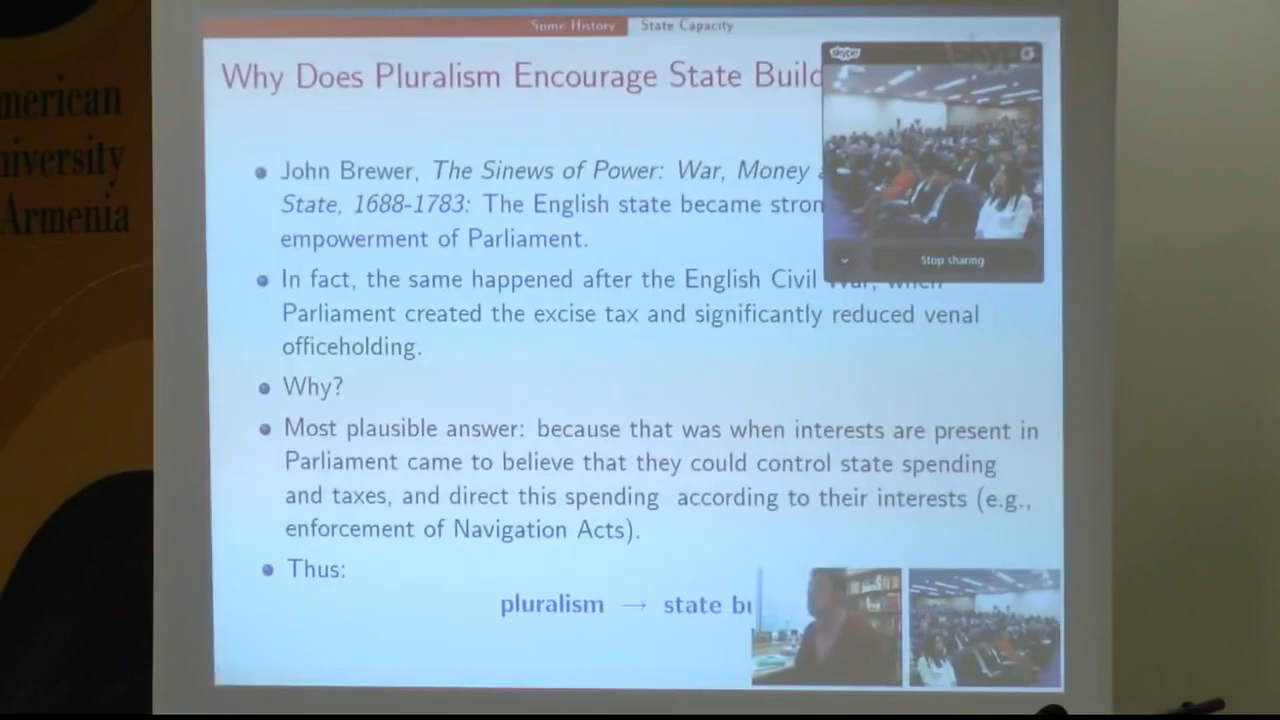 merican
niversity
Armenia
Some History State Capacity
Why Does Pluralism Encourage State Build
skype
John Brewer, The Sinews of Power: War, Money
State, 1688-1783: The English state became stron
empowerment of Parliament.
In fact, the same happened after the English Civil War, when
Parliament created the excise tax and significantly reduced venal
officeholding.
Why?
Most plausible answer: because that was when interests are present in
Parliament came to believe that they could control state spending
and taxes, and direct this spending according to their interests (e.g.,
enforcement of Navigation Acts).
Thus:
pluralism → state bu
Stop sharing